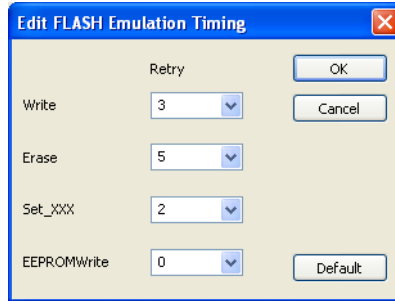 Edit FLASH Emulation Timing
Retry
OK
Write 3
Cancel
Erase 5
Set_XXX 2
EEPROMWrite 0
Default